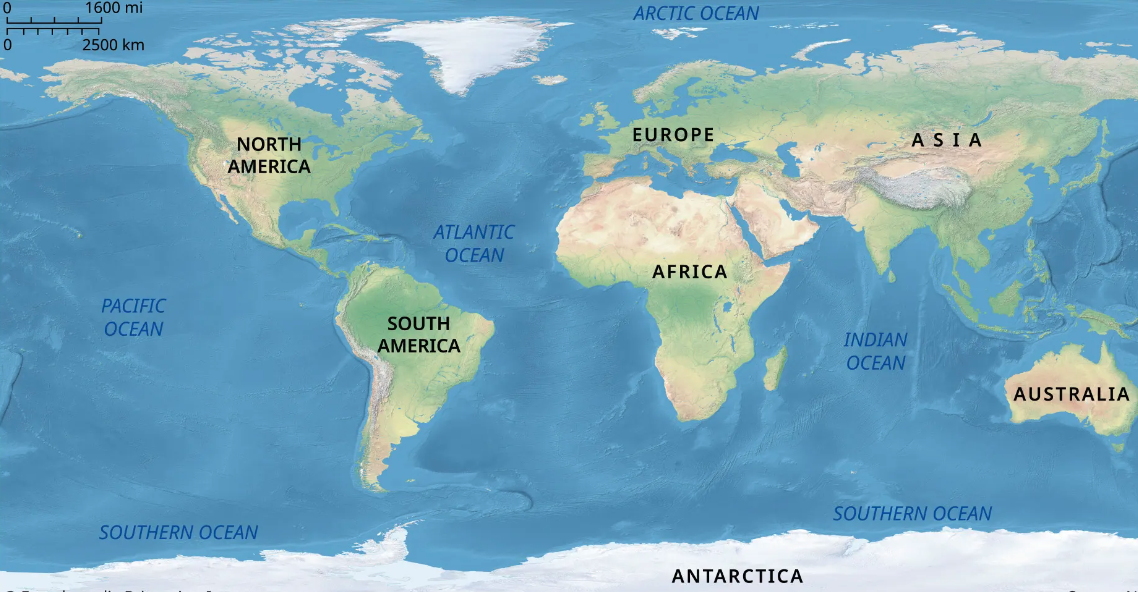 0 1600 mi
0 2500 km
ARCTIC OCEAN
NORTH
AMERICA
EUROPE
ASIA
ATLANTIC
OCEAN
AFRICA
PACIFIC
OCEAN
SOUTH
AMERICA
INDIAN
OCEAN
AUSTRALIA
SOUTHERN OCEAN
SOUTHERN OCEAN
ANTARCTICA